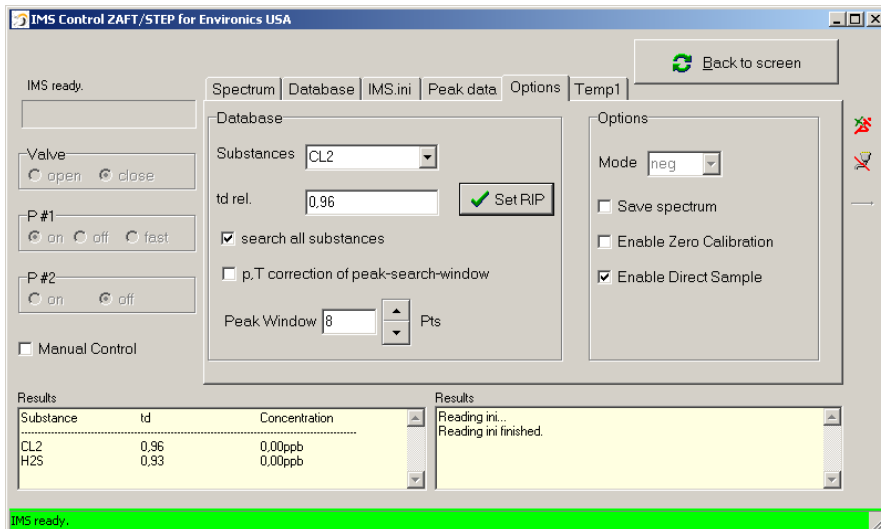 IMS Control ZAFT/STEP for Environics USA
Back to screen
IMS ready.
Spectrum Database IMS.ini Peak data Options Temp1
Database
Options
Valve
open close
Substances CL2
Mode neg
td rel. 0,96 Set RIP
Save spectrum
P #1
on off fast
search all substances
Enable Zero Calibration
p,T correction of peak-search-window
Enable Direct Sample
P #2
on off
Peak Window 8 Pts
Manual Control
Results
Substance td Concentration
CL2 0,96 0,00ppb
H2S 0,93 0,00ppb
Results
Reading ini...
Reading ini finished.
IMS ready.